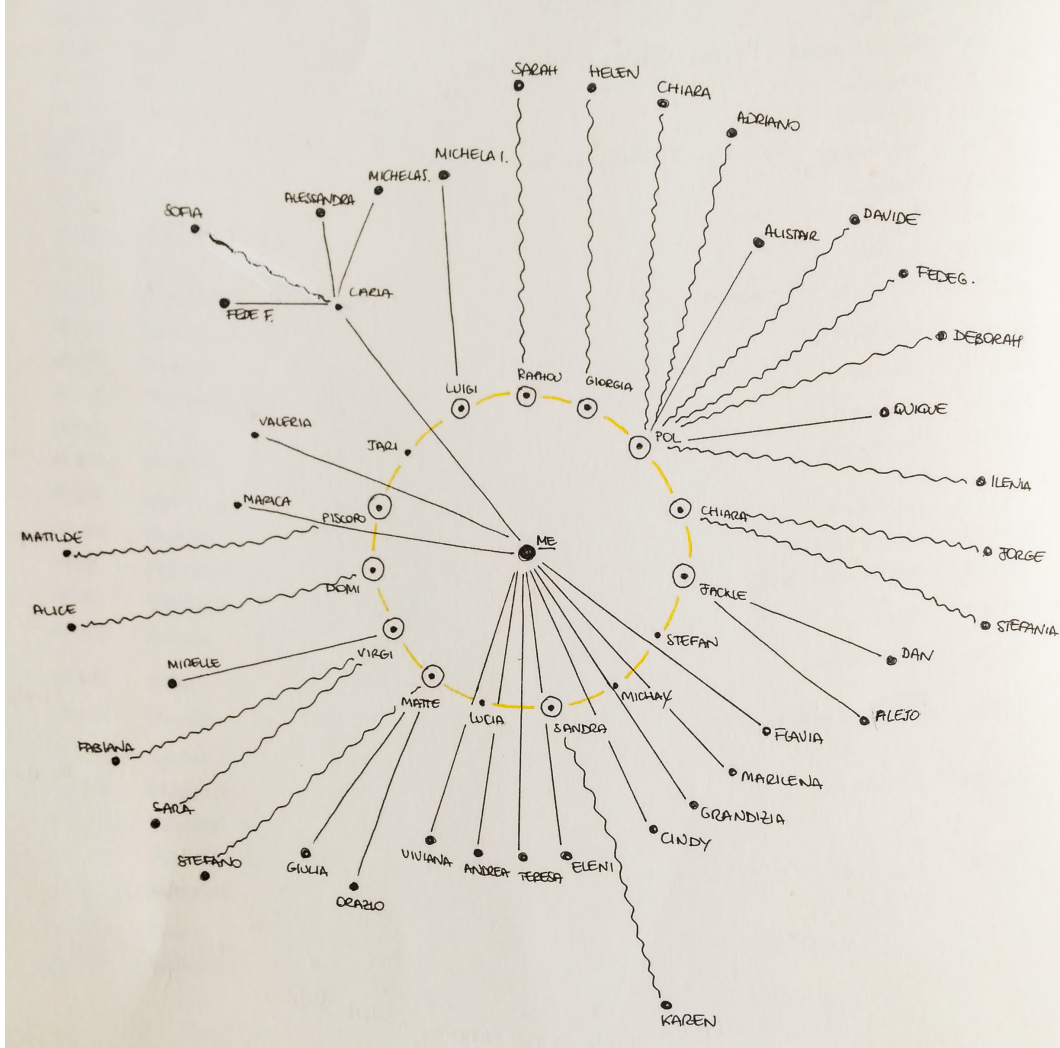 SARAH
HELEN
CHIARA
ADRIANO
MICHELA I.
MICHELA S.
ALESSANDRA
SOFIA
ALISTAIR
DAVIDE
FEDE G.
CARLA
FEDE F.
DEBORAH
LUIGI
RAPHOU
GIORGIA
QUIQUE
VALERIA
JARI
POL
ILENIA
MARICA
PISCOPO
CHIARA
MATILDE
ME
JORGE
DOMI
JACKLE
ALICE
STEFANIA
STEFAN
VIRGI
DAN
MIRELLE
MATTE
LUCIA
SANDRA
MICHAY
ALEJO
FLAVIA
FABIANA
MARILENA
SARA
GRANDIZIA
CINDY
STEFANO
GIULIA
VIVIANA
ANDREA
TERESA
ELENI
ORAZIO
KAREN